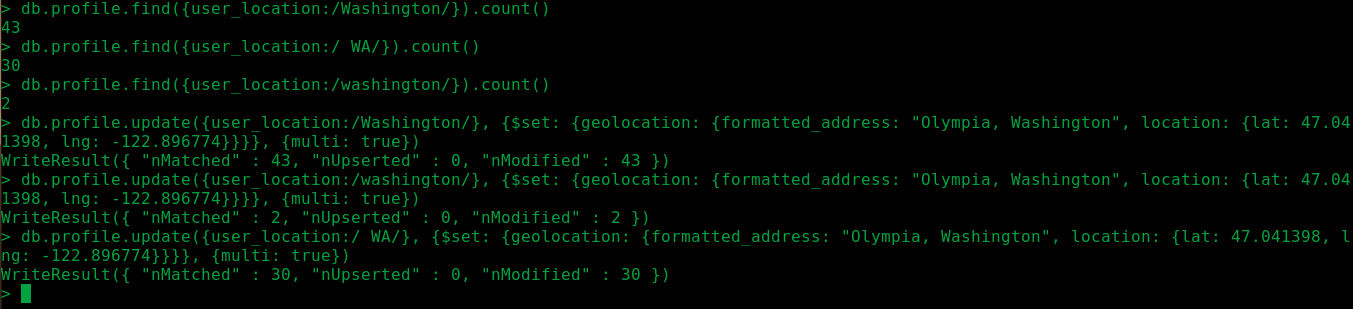 > db.profile.find({user_location:/Washington/}).count()
43
> db.profile.find({user_location:/ WA/}).count()
30
> db.profile.find({user_location:/washington/}).count()
2
> db.profile.update({user_location:/Washington/}, {$set: {geolocation: {formatted_address: "Olympia, Washington", location: {lat: 47.04
1398, lng: -122.896774}}}}, {multi: true})
WriteResult({ "nMatched" : 43, "nUpserted" : 0, "nModified" : 43 })
> db.profile.update({user_location:/washington/}, {$set: {geolocation: {formatted_address: "Olympia, Washington", location: {lat: 47.04
1398, lng: -122.896774}}}}, {multi: true})
WriteResult({ "nMatched" : 2, "nUpserted" : 0, "nModified" : 2 })
> db.profile.update({user_location:/ WA/}, {$set: {geolocation: {formatted_address: "Olympia, Washington", location: {lat: 47.041398, l
ng: -122.896774}}}}, {multi: true})
WriteResult({ "nMatched" : 30, "nUpserted" : 0, "nModified" : 30 })
>